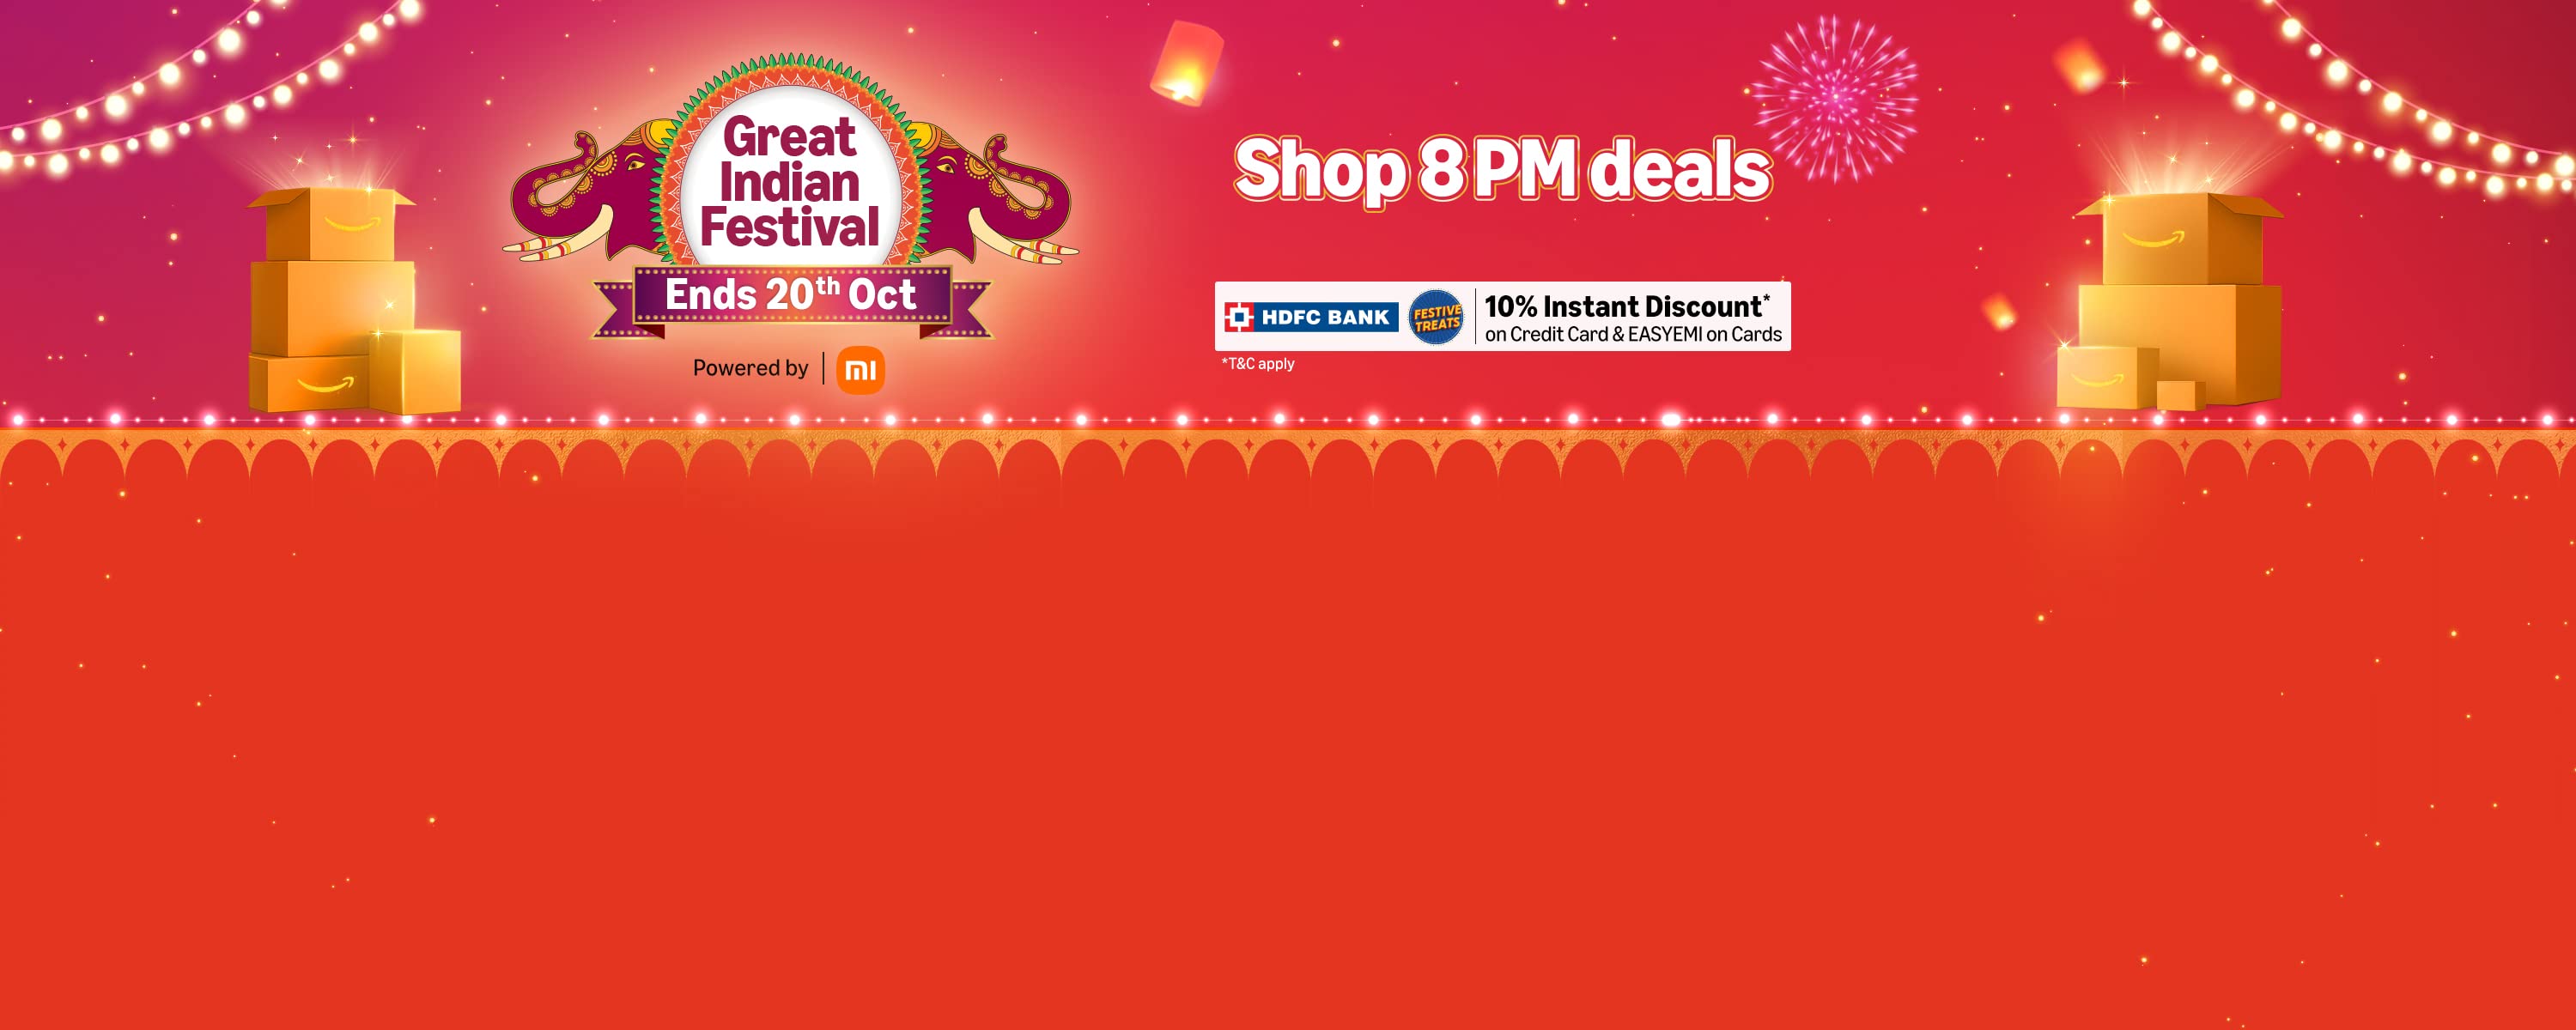 Great
Indian
Festival
Ends 20th Oct
Powered by
mi
Shop 8 PM deals
HDFC BANK
FESTIVE
TREATS
10% Instant Discount*
on Credit Card & EASYEMI on Cards
*T&C apply